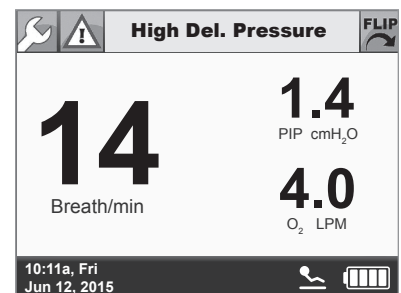 High Del. Pressure
FLIP
14
Breath/min
1.4
PIP cmH₂O
4.0
O₂ LPM
10:11a, Fri
Jun 12, 2015